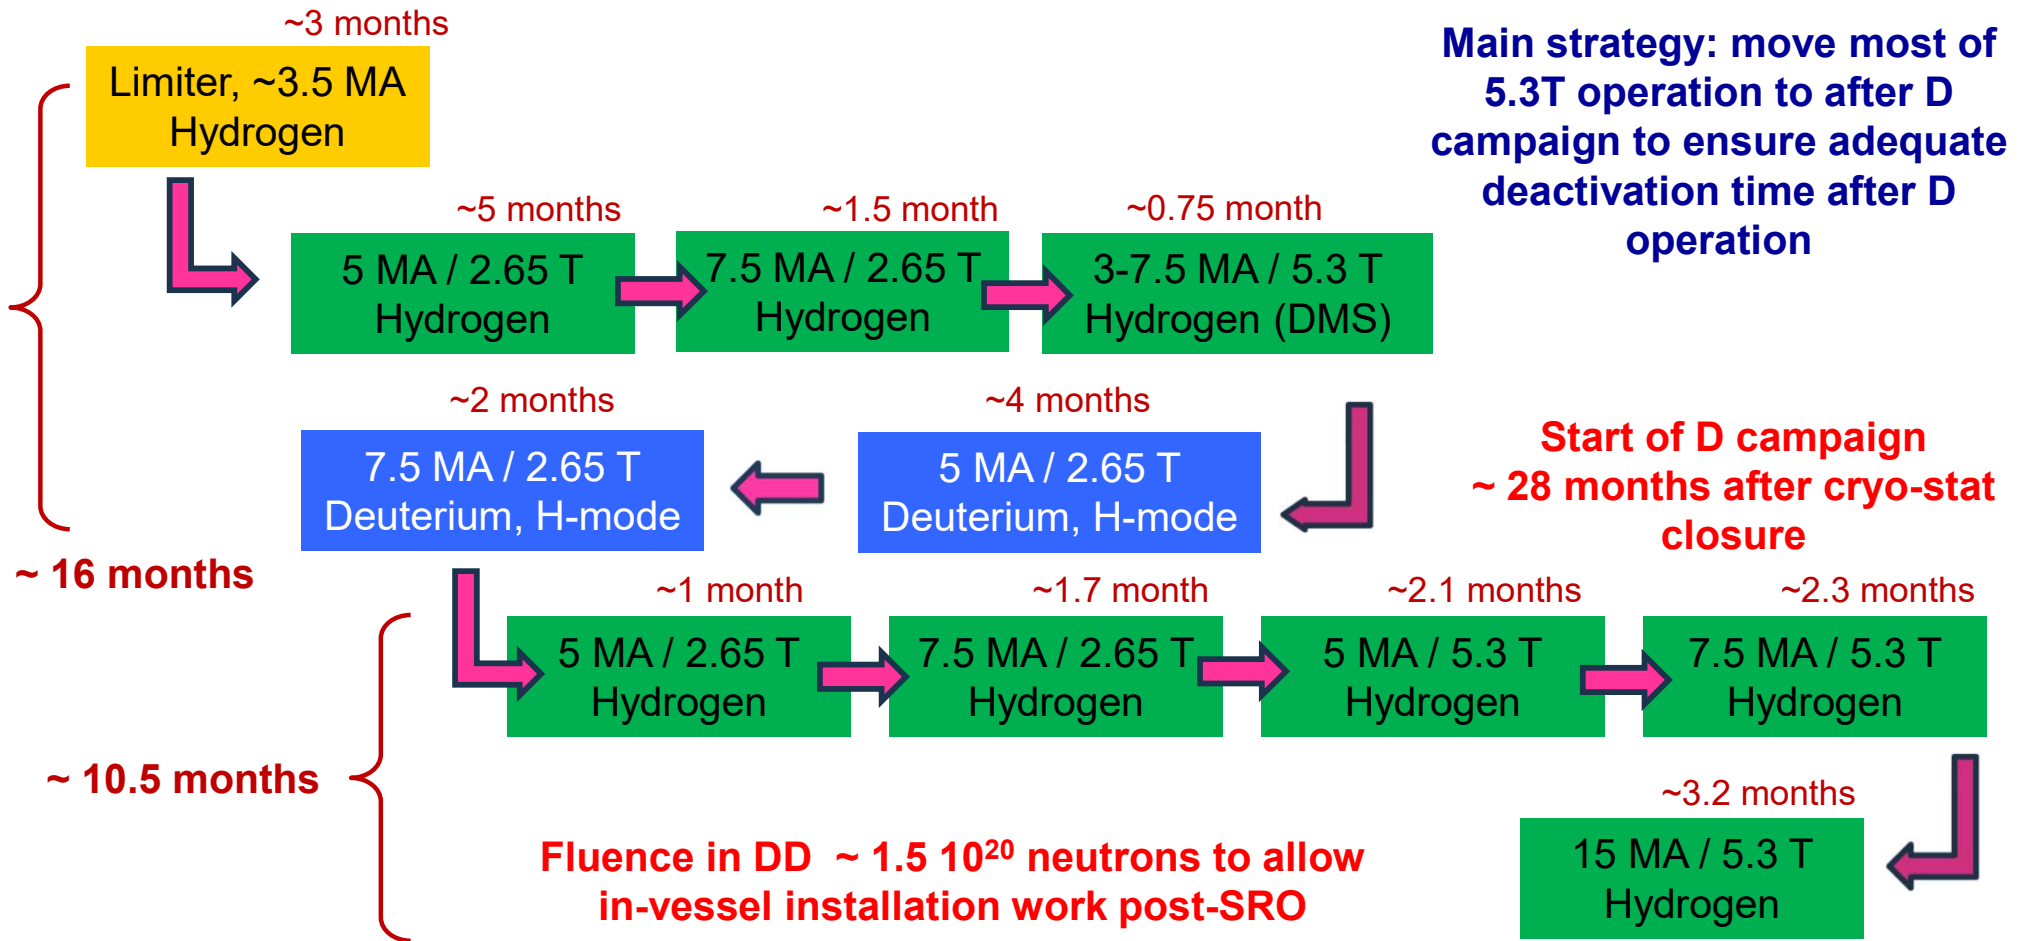 ~3 months
Limiter, ~3.5 MA
Hydrogen
Main strategy: move most of
5.3T operation to after D
campaign to ensure adequate
deactivation time after D
operation
~5 months
5 MA / 2.65 T
Hydrogen
~1.5 month
7.5 MA / 2.65 T
Hydrogen
~0.75 month
3-7.5 MA / 5.3 T
Hydrogen (DMS)
~2 months
7.5 MA / 2.65 T
Deuterium, H-mode
~4 months
5 MA / 2.65 T
Deuterium, H-mode
Start of D campaign
~ 28 months after cryo-stat
closure
~ 16 months
~1 month
5 MA / 2.65 T
Hydrogen
~1.7 month
7.5 MA / 2.65 T
Hydrogen
~2.1 months
5 MA / 5.3 T
Hydrogen
~2.3 months
7.5 MA / 5.3 T
Hydrogen
~ 10.5 months
~3.2 months
15 MA / 5.3 T
Hydrogen
Fluence in DD ~ 1.5 10²⁰ neutrons to allow
in-vessel installation work post-SRO